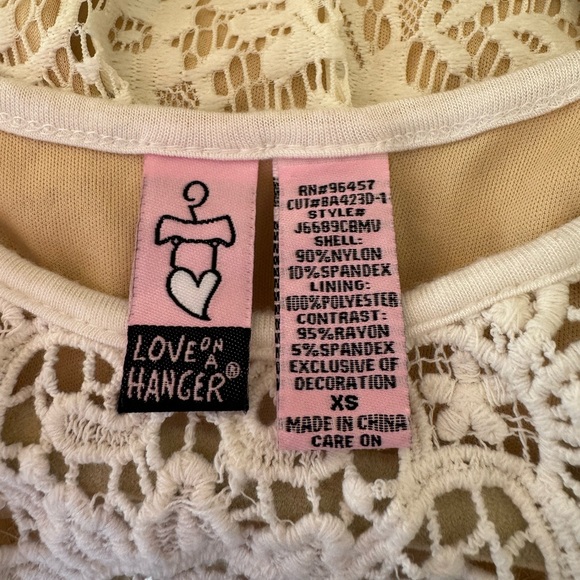 LOVE ON A
HANGER®
RN#96457
CUT#BA423D-1
STYLE#
J6689CBMV
SHELL:
90%NYLON
10%SPANDEX
LINING:
100%POLYESTER
CONTRAST:
95%RAYON
5%SPANDEX
EXCLUSIVE OF
DECORATION
XS
MADE IN CHINA
CARE ON